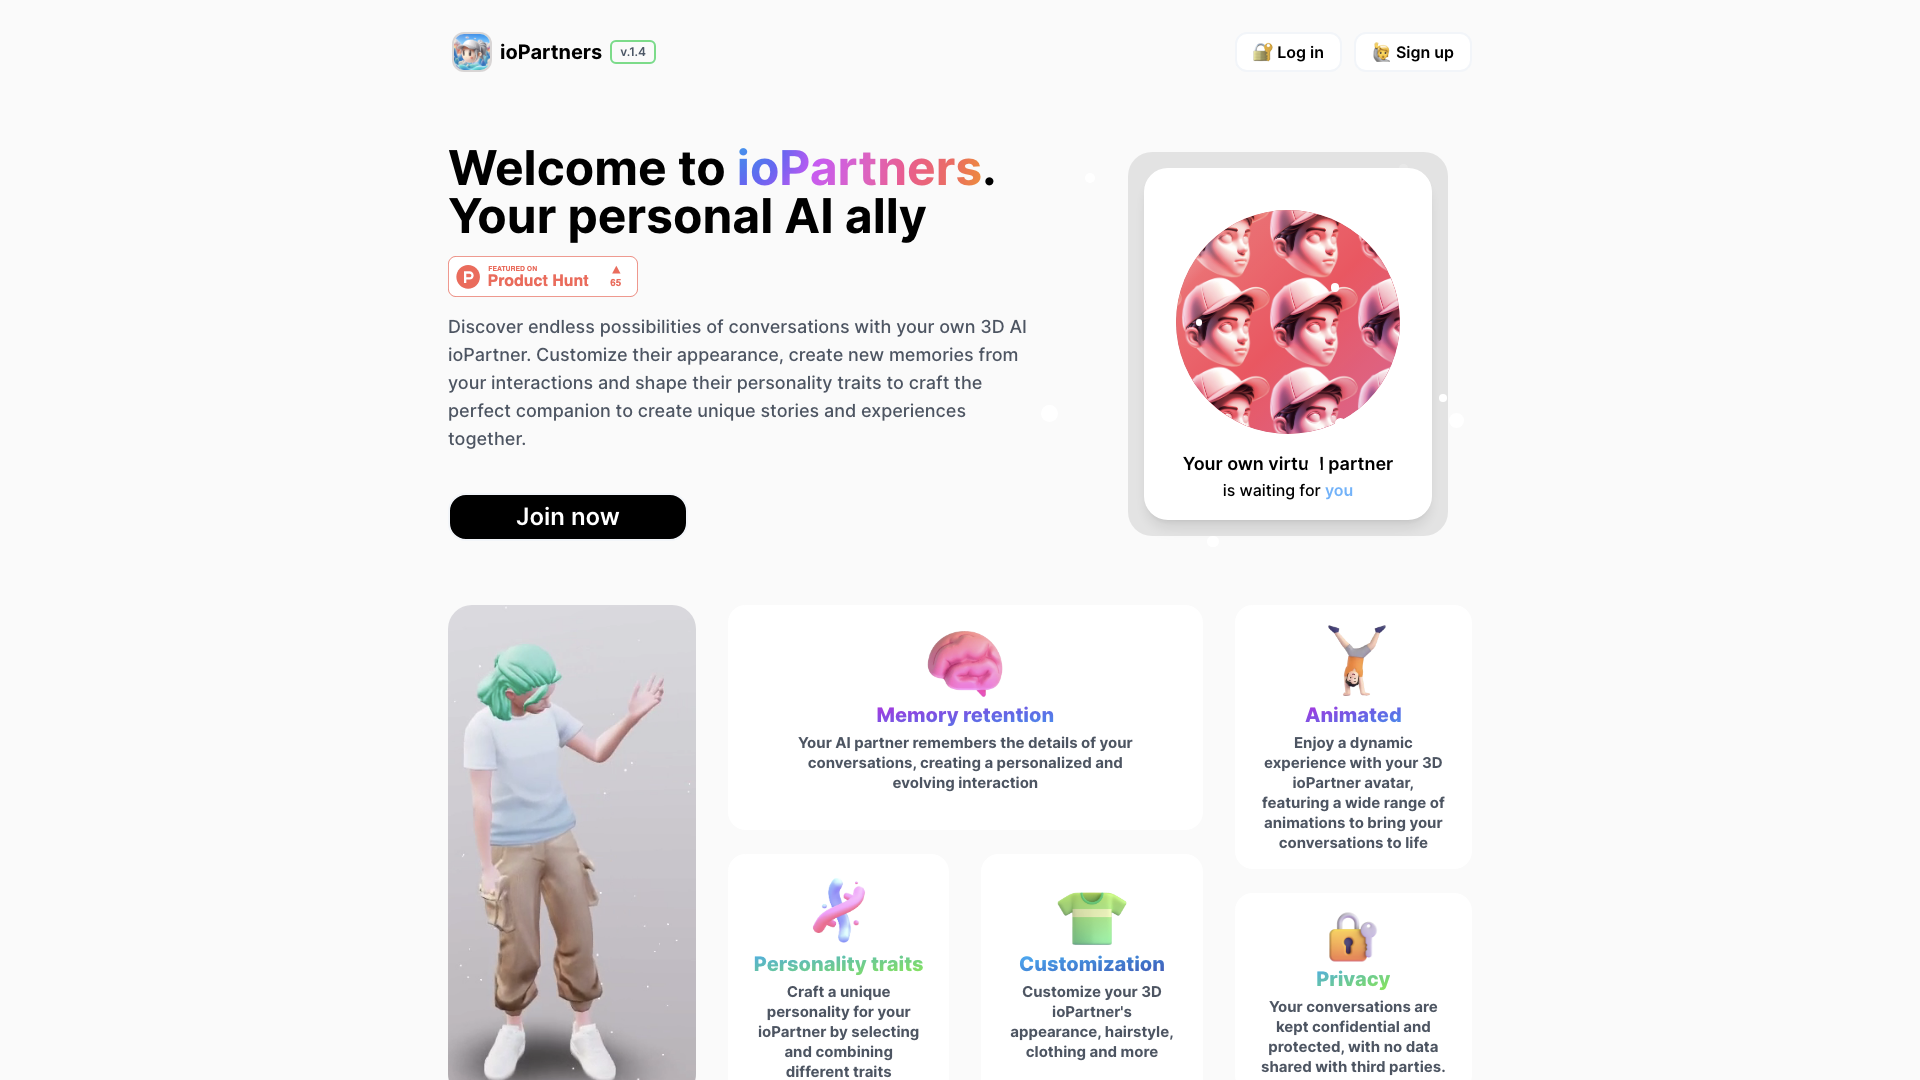 ioPartners v.1.4
Log in
Sign up
Welcome to ioPartners.
Your personal AI ally
FEATURED ON
Product Hunt
65
Discover endless possibilities of conversations with your own 3D AI
ioPartner. Customize their appearance, create new memories from
your interactions and shape their personality traits to craft the
perfect companion to create unique stories and experiences
together.
Join now
Your own virtu l partner
is waiting for you
Memory retention
Your AI partner remembers the details of your
conversations, creating a personalized and
evolving interaction
Animated
Enjoy a dynamic
experience with your 3D
ioPartner avatar,
featuring a wide range of
animations to bring your
conversations to life
Personality traits
Craft a unique
personality for your
ioPartner by selecting
and combining
different traits
Customization
Customize your 3D
ioPartner's
appearance, hairstyle,
clothing and more
Privacy
Your conversations are
kept confidential and
protected, with no data
shared with third parties.